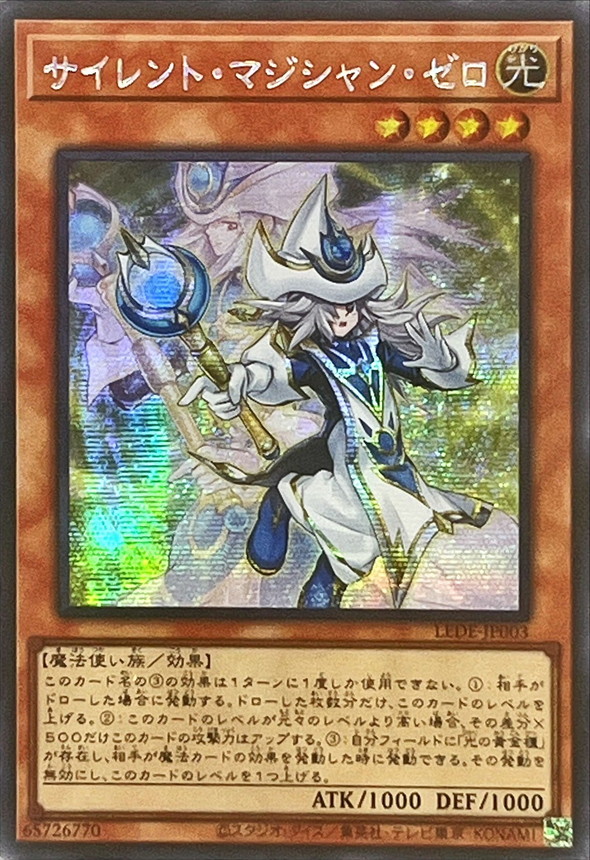 サイレント・マジシャン・ゼロ
光
LEDE-JP003
【魔法使い族／効果】
このカード名の③の効果は１ターンに１度しか使用できない。①：相手が
ドローした場合に発動する。ドローした枚数分だけ、このカードのレベルを
上げる。②：このカードのレベルが元々のレベルより高い場合、その差分×
５００だけこのカードの攻撃力はアップする。③：自分フィールドに「光の黄金櫃」
が存在し、相手が魔法カードの効果を発動した時に発動できる。その発動を
無効にし、このカードのレベルを１つ上げる。
ATK/1000 DEF/1000
65726770
©スタジオ・ダイス／集英社・テレビ東京・KONAMI